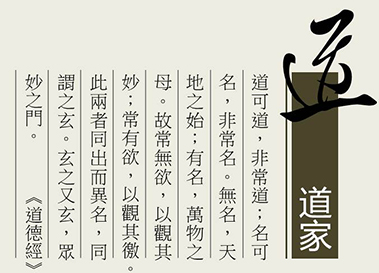 道
道家
道可道，非常道；名可
名，非常名。無名，天
地之始；有名，萬物之
母。故常無欲，以觀其
妙；常有欲，以觀其徼。
此兩者同出而異名，同
謂之玄。玄之又玄，眾
妙之門。 《道德經》